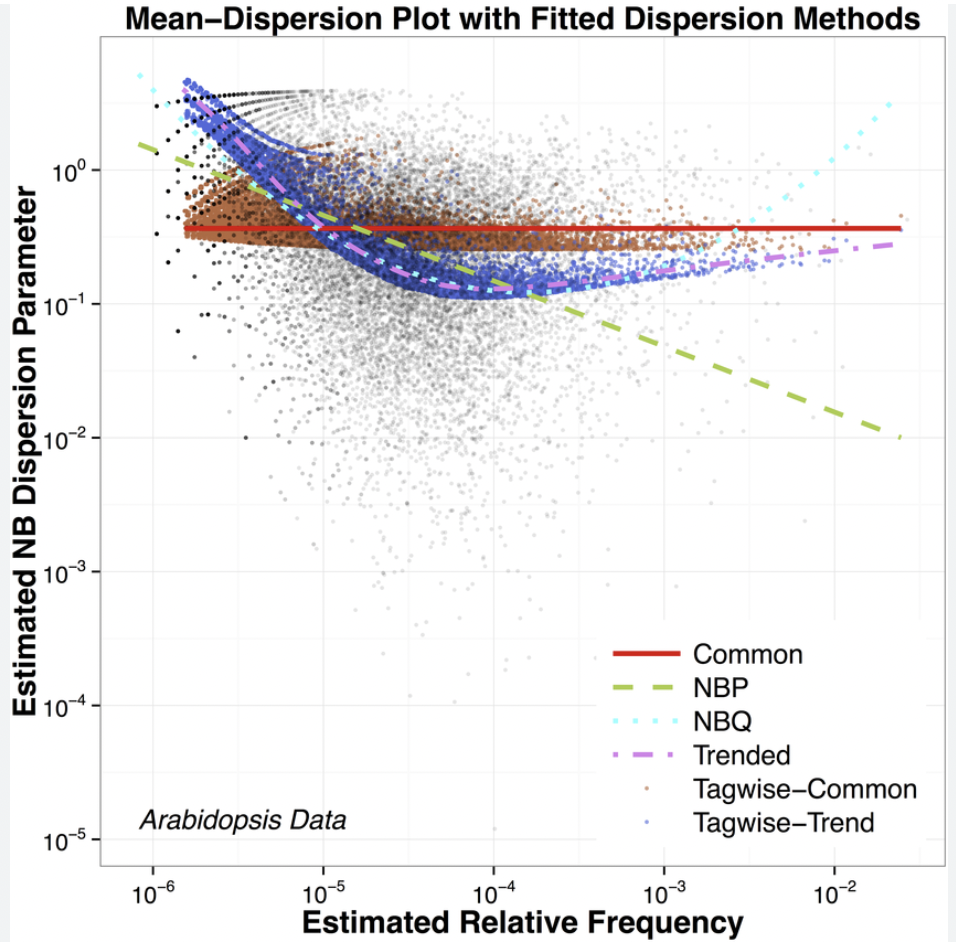 Mean−Dispersion Plot with Fitted Dispersion Methods
Estimated NB Dispersion Parameter
10⁰
10⁻¹
10⁻²
10⁻³
10⁻⁴
10⁻⁵
Common
NBP
NBQ
Trended
Tagwise−Common
Tagwise−Trend
Arabidopsis Data
10⁻⁶ 10⁻⁵ 10⁻⁴ 10⁻³ 10⁻²
Estimated Relative Frequency